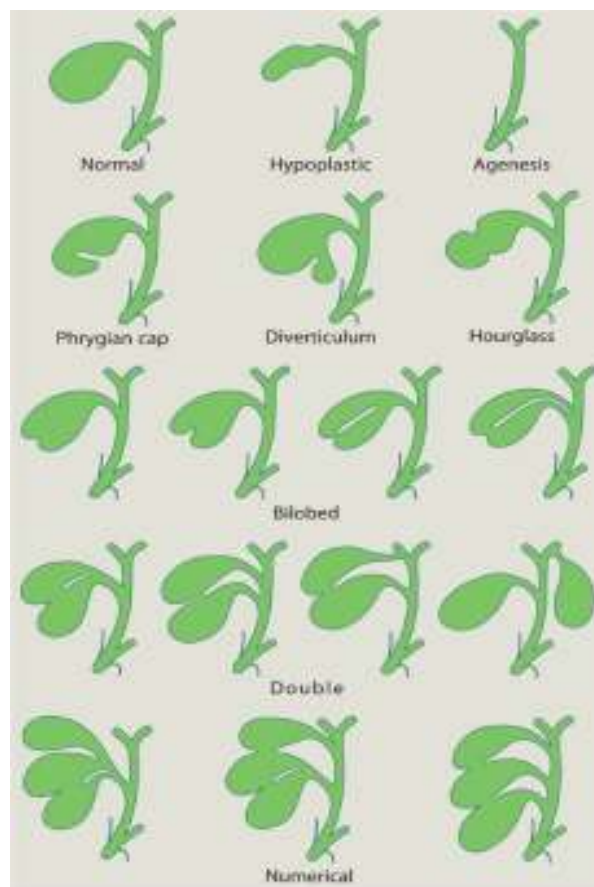 Normal Hypoplastic Agenesis
Phrygian cap Diverticulum Hourglass
Bilobed
Double
Numerical